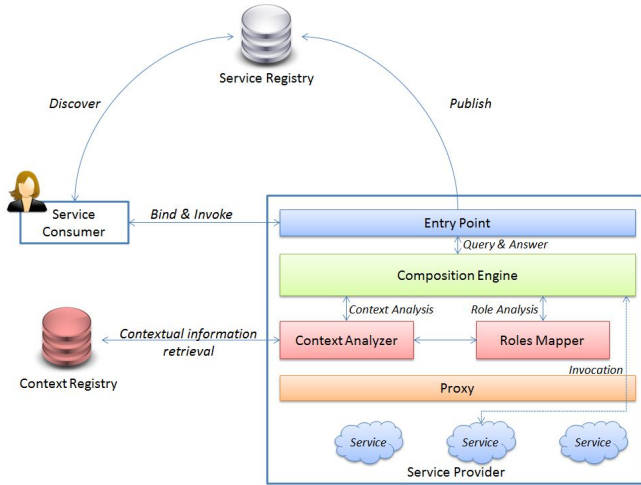 Service Registry
Discover
Publish
Service
Consumer
Bind & Invoke
Entry Point
Query & Answer
Composition Engine
Context Analysis
Role Analysis
Contextual information
retrieval
Context Analyzer
Roles Mapper
Context Registry
Invocation
Proxy
Service
Service
Service
Service Provider